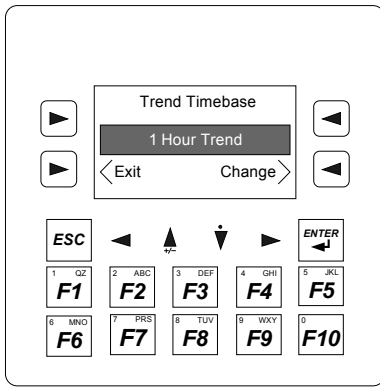 Trend Timebase
1 Hour Trend
Exit Change
ESC +/- ENTER
1 QZ 2 ABC 3 DEF 4 GHI 5 JKL
F1 F2 F3 F4 F5
6 MNO 7 PRS 8 TUV 9 WXY 0
F6 F7 F8 F9 F10